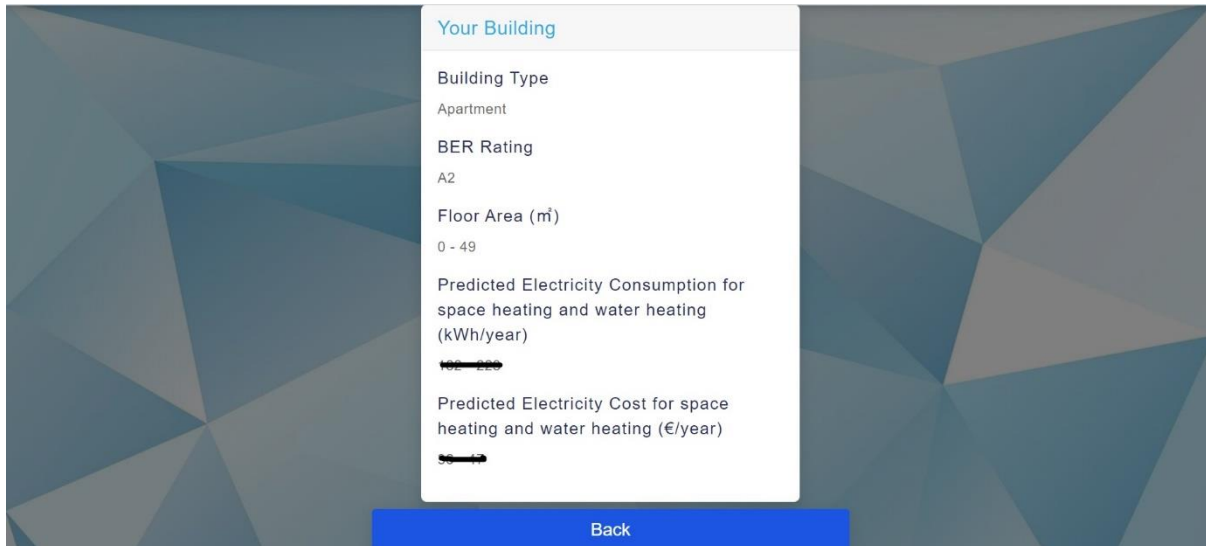 Your Building
Building Type
Apartment
BER Rating
A2
Floor Area (㎡)
0 - 49
Predicted Electricity Consumption for
space heating and water heating
(kWh/year)
Predicted Electricity Cost for space
heating and water heating (€/year)
Back